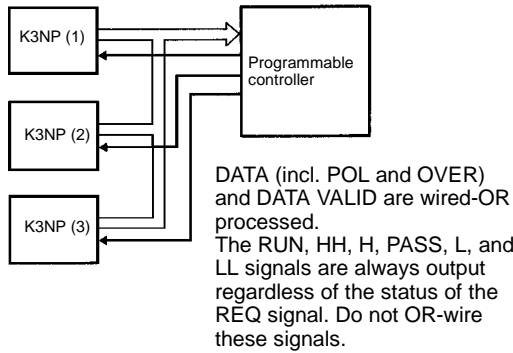 K3NP (1)
Programmable
controller
K3NP (2)
K3NP (3)
DATA (incl. POL and OVER)
and DATA VALID are wired-OR
processed.
The RUN, HH, H, PASS, L, and
LL signals are always output
regardless of the status of the
REQ signal. Do not OR-wire
these signals.